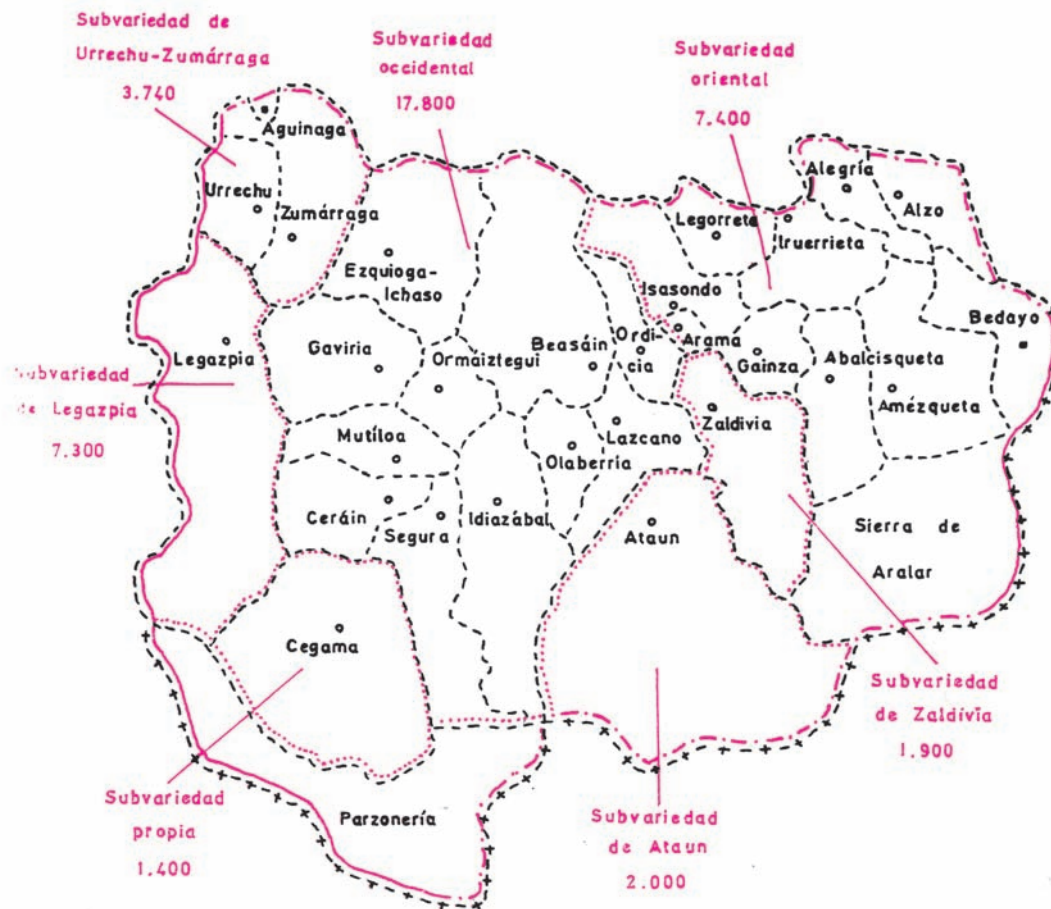 Subvariedad de
Urrechu-Zumárraga
3.740
Subvariedad
occidental
17.800
Subvariedad
oriental
7.400
Aguinaga
Urrechu
Zumárraga
Ezquioga-
Ichaso
Legorreta
Alegría
Alzo
Iruerrieta
Isasondo
Bedayo
Legazpia
Gaviria
Ormáiztegui
Beasáin
Ordi-
cia
Arama
Gainza
Abalcisqueta
Amézqueta
Subvariedad
de Legazpia
7.300
Mutiloa
Zaldivia
Lazcano
Olaberria
Ceráin
Segura
Idiazábal
Ataun
Sierra de
Aralar
Cegama
Subvariedad
de Zaldivia
1.900
Subvariedad
propia
1.400
Parzonería
Subvariedad
de Ataun
2.000